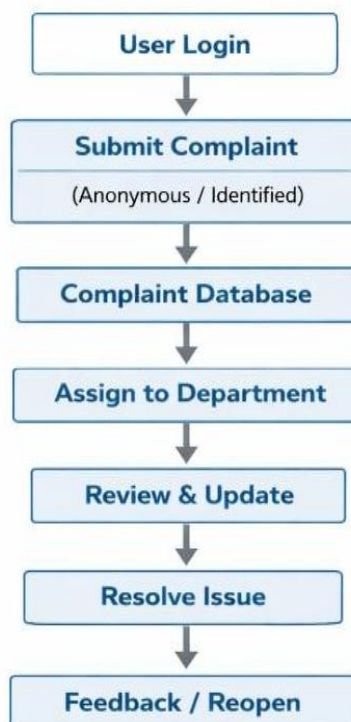 User Login
Submit Complaint
(Anonymous / Identified)
Complaint Database
Assign to Department
Review & Update
Resolve Issue
Feedback / Reopen